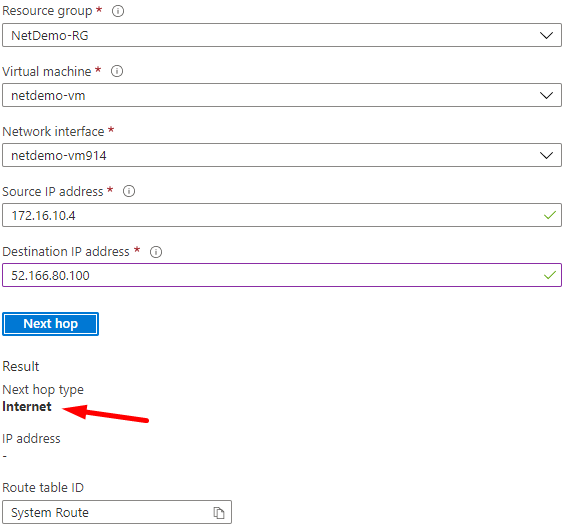 Resource group *
NetDemo-RG
Virtual machine *
netdemo-vm
Network interface *
netdemo-vm914
Source IP address *
172.16.10.4
Destination IP address *
52.166.80.100
Next hop
Result
Next hop type
Internet
IP address
-
Route table ID
System Route